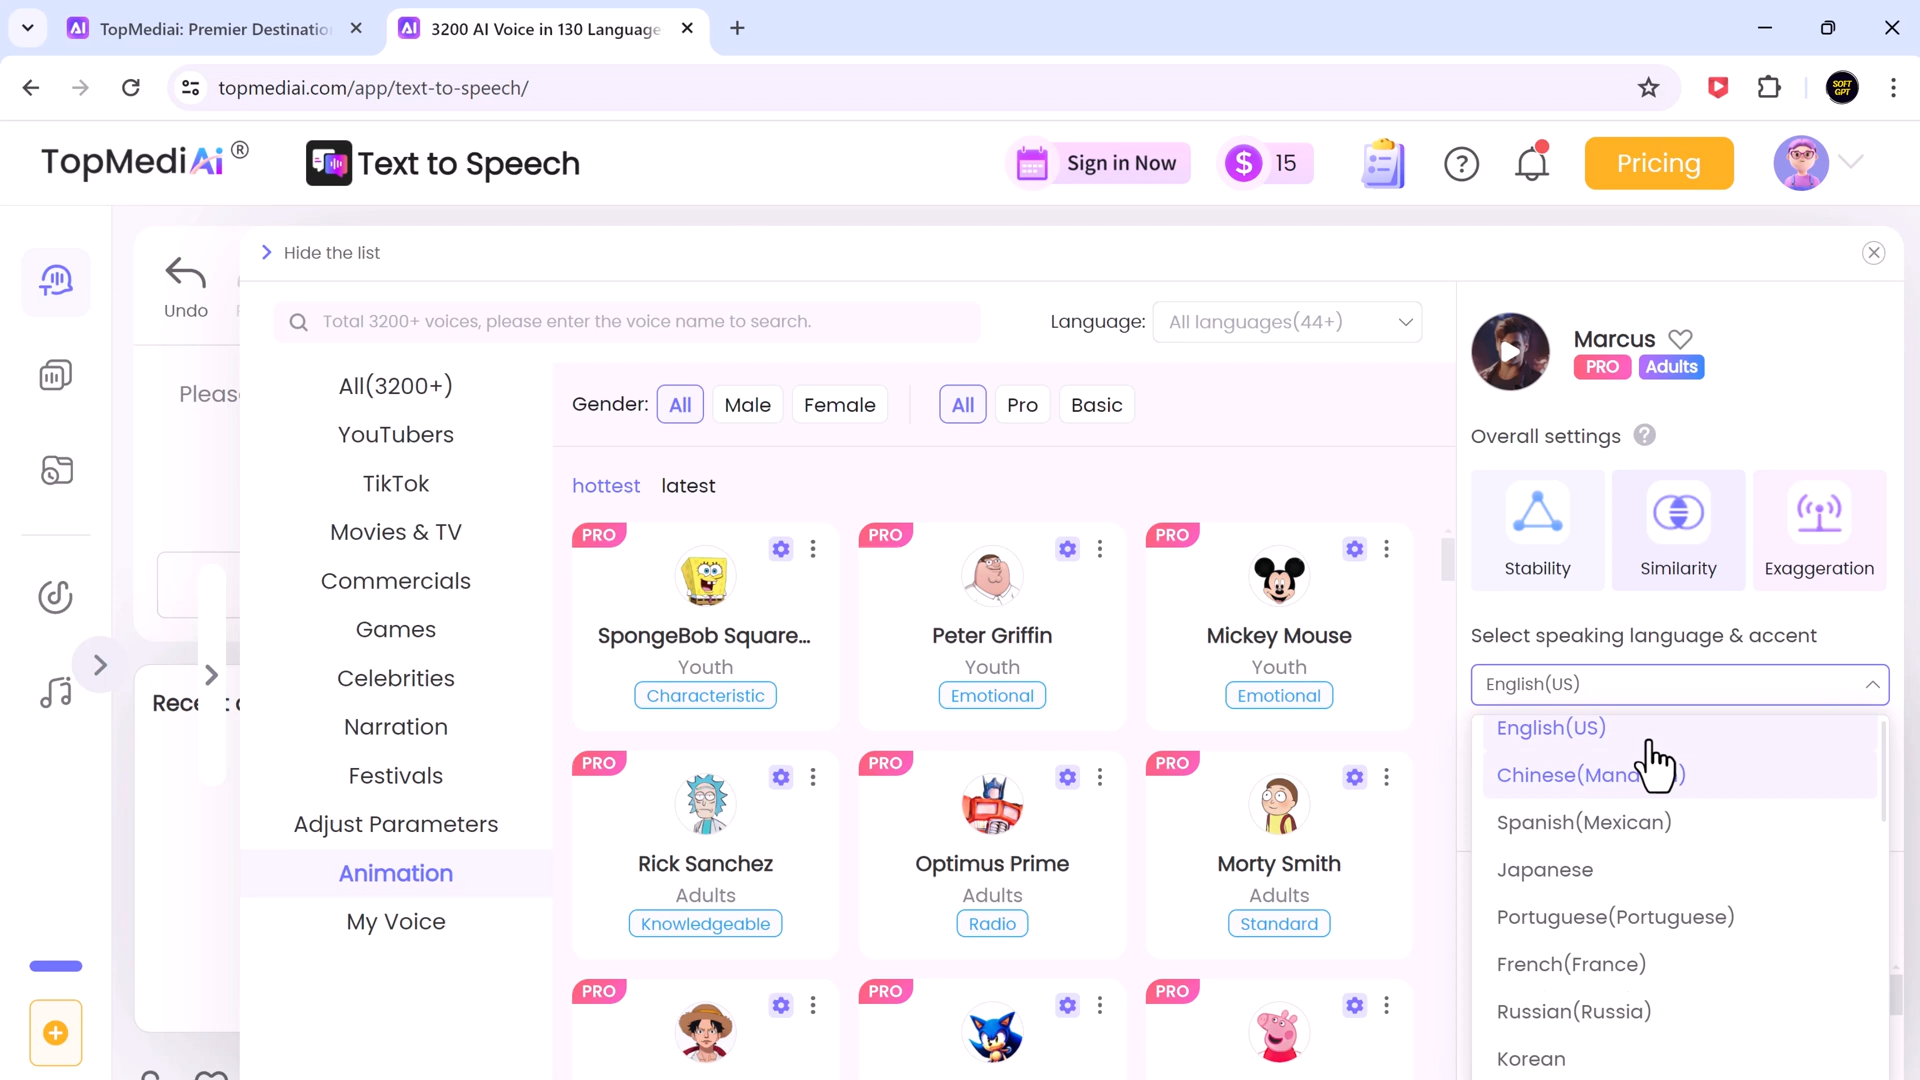 TopMediai: Premier Destinatio
3200 AI Voice in 130 Language
topmediai.com/app/text-to-speech/
SOFT
GPT
TopMediAi®
Text to Speech
Sign in Now
$ 15
Pricing
Hide the list
Undo
Total 3200+ voices, please enter the voice name to search.
Language: All languages(44+)
Marcus
PRO Adults
All(3200+)
YouTubers
TikTok
Movies & TV
Commercials
Games
Celebrities
Narration
Festivals
Adjust Parameters
Animation
My Voice
Gender: All Male Female All Pro Basic
hottest latest
PRO
SpongeBob Square...
Youth
Characteristic
PRO
Peter Griffin
Youth
Emotional
PRO
Mickey Mouse
Youth
Emotional
PRO
Rick Sanchez
Adults
Knowledgeable
PRO
Optimus Prime
Adults
Radio
PRO
Morty Smith
Adults
Standard
PRO
PRO
PRO
Overall settings
Stability Similarity Exaggeration
Select speaking language & accent
English(US)
English(US)
Chinese(Mand
Spanish(Mexican)
Japanese
Portuguese(Portuguese)
French(France)
Russian(Russia)
Korean